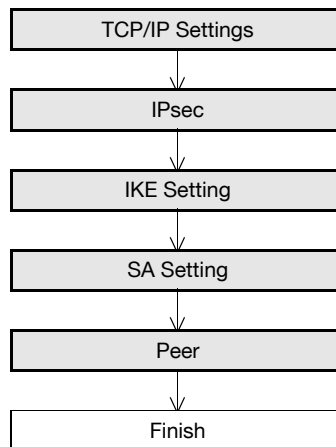 TCP/IP Settings
IPsec
IKE Setting
SA Setting
Peer
Finish